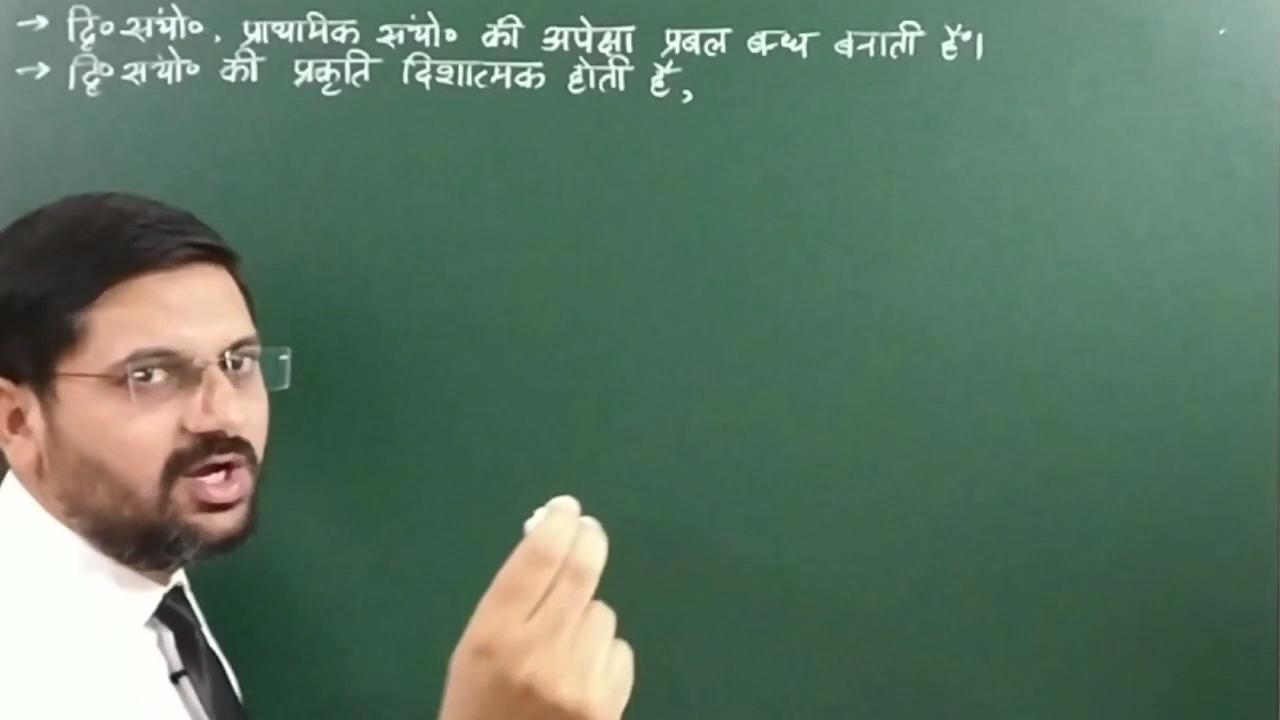 → द्वि॰ संयो॰, प्राथमिक संयो॰ की अपेक्षा प्रबल बन्ध बनाती हैं।
→ द्वि॰ संयो॰ की प्रकृति दिशात्मक होती है,